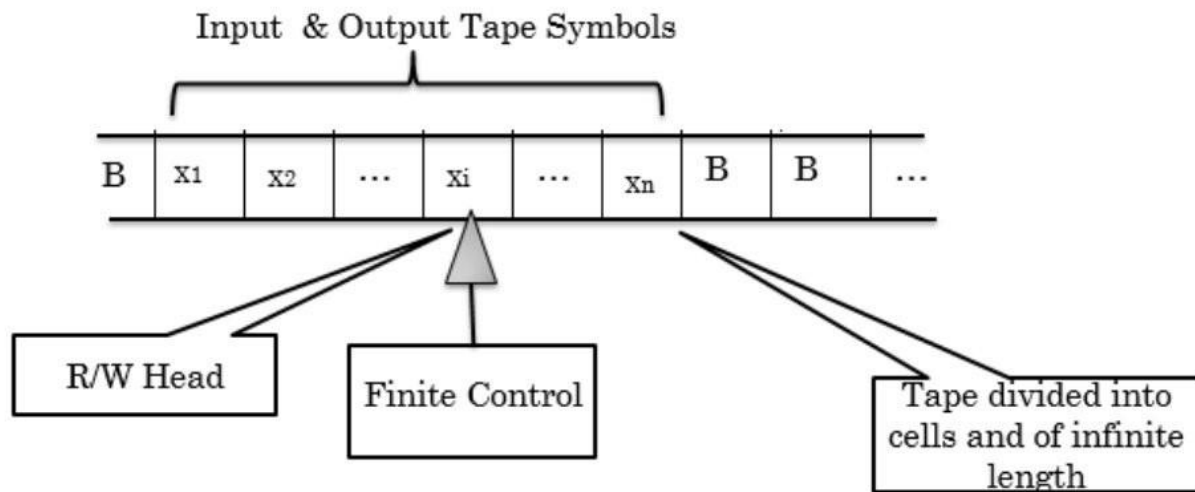 Input & Output Tape Symbols
B x1 x2 ... xi ... xn B B ...
R/W Head
Finite Control
Tape divided into
cells and of infinite
length